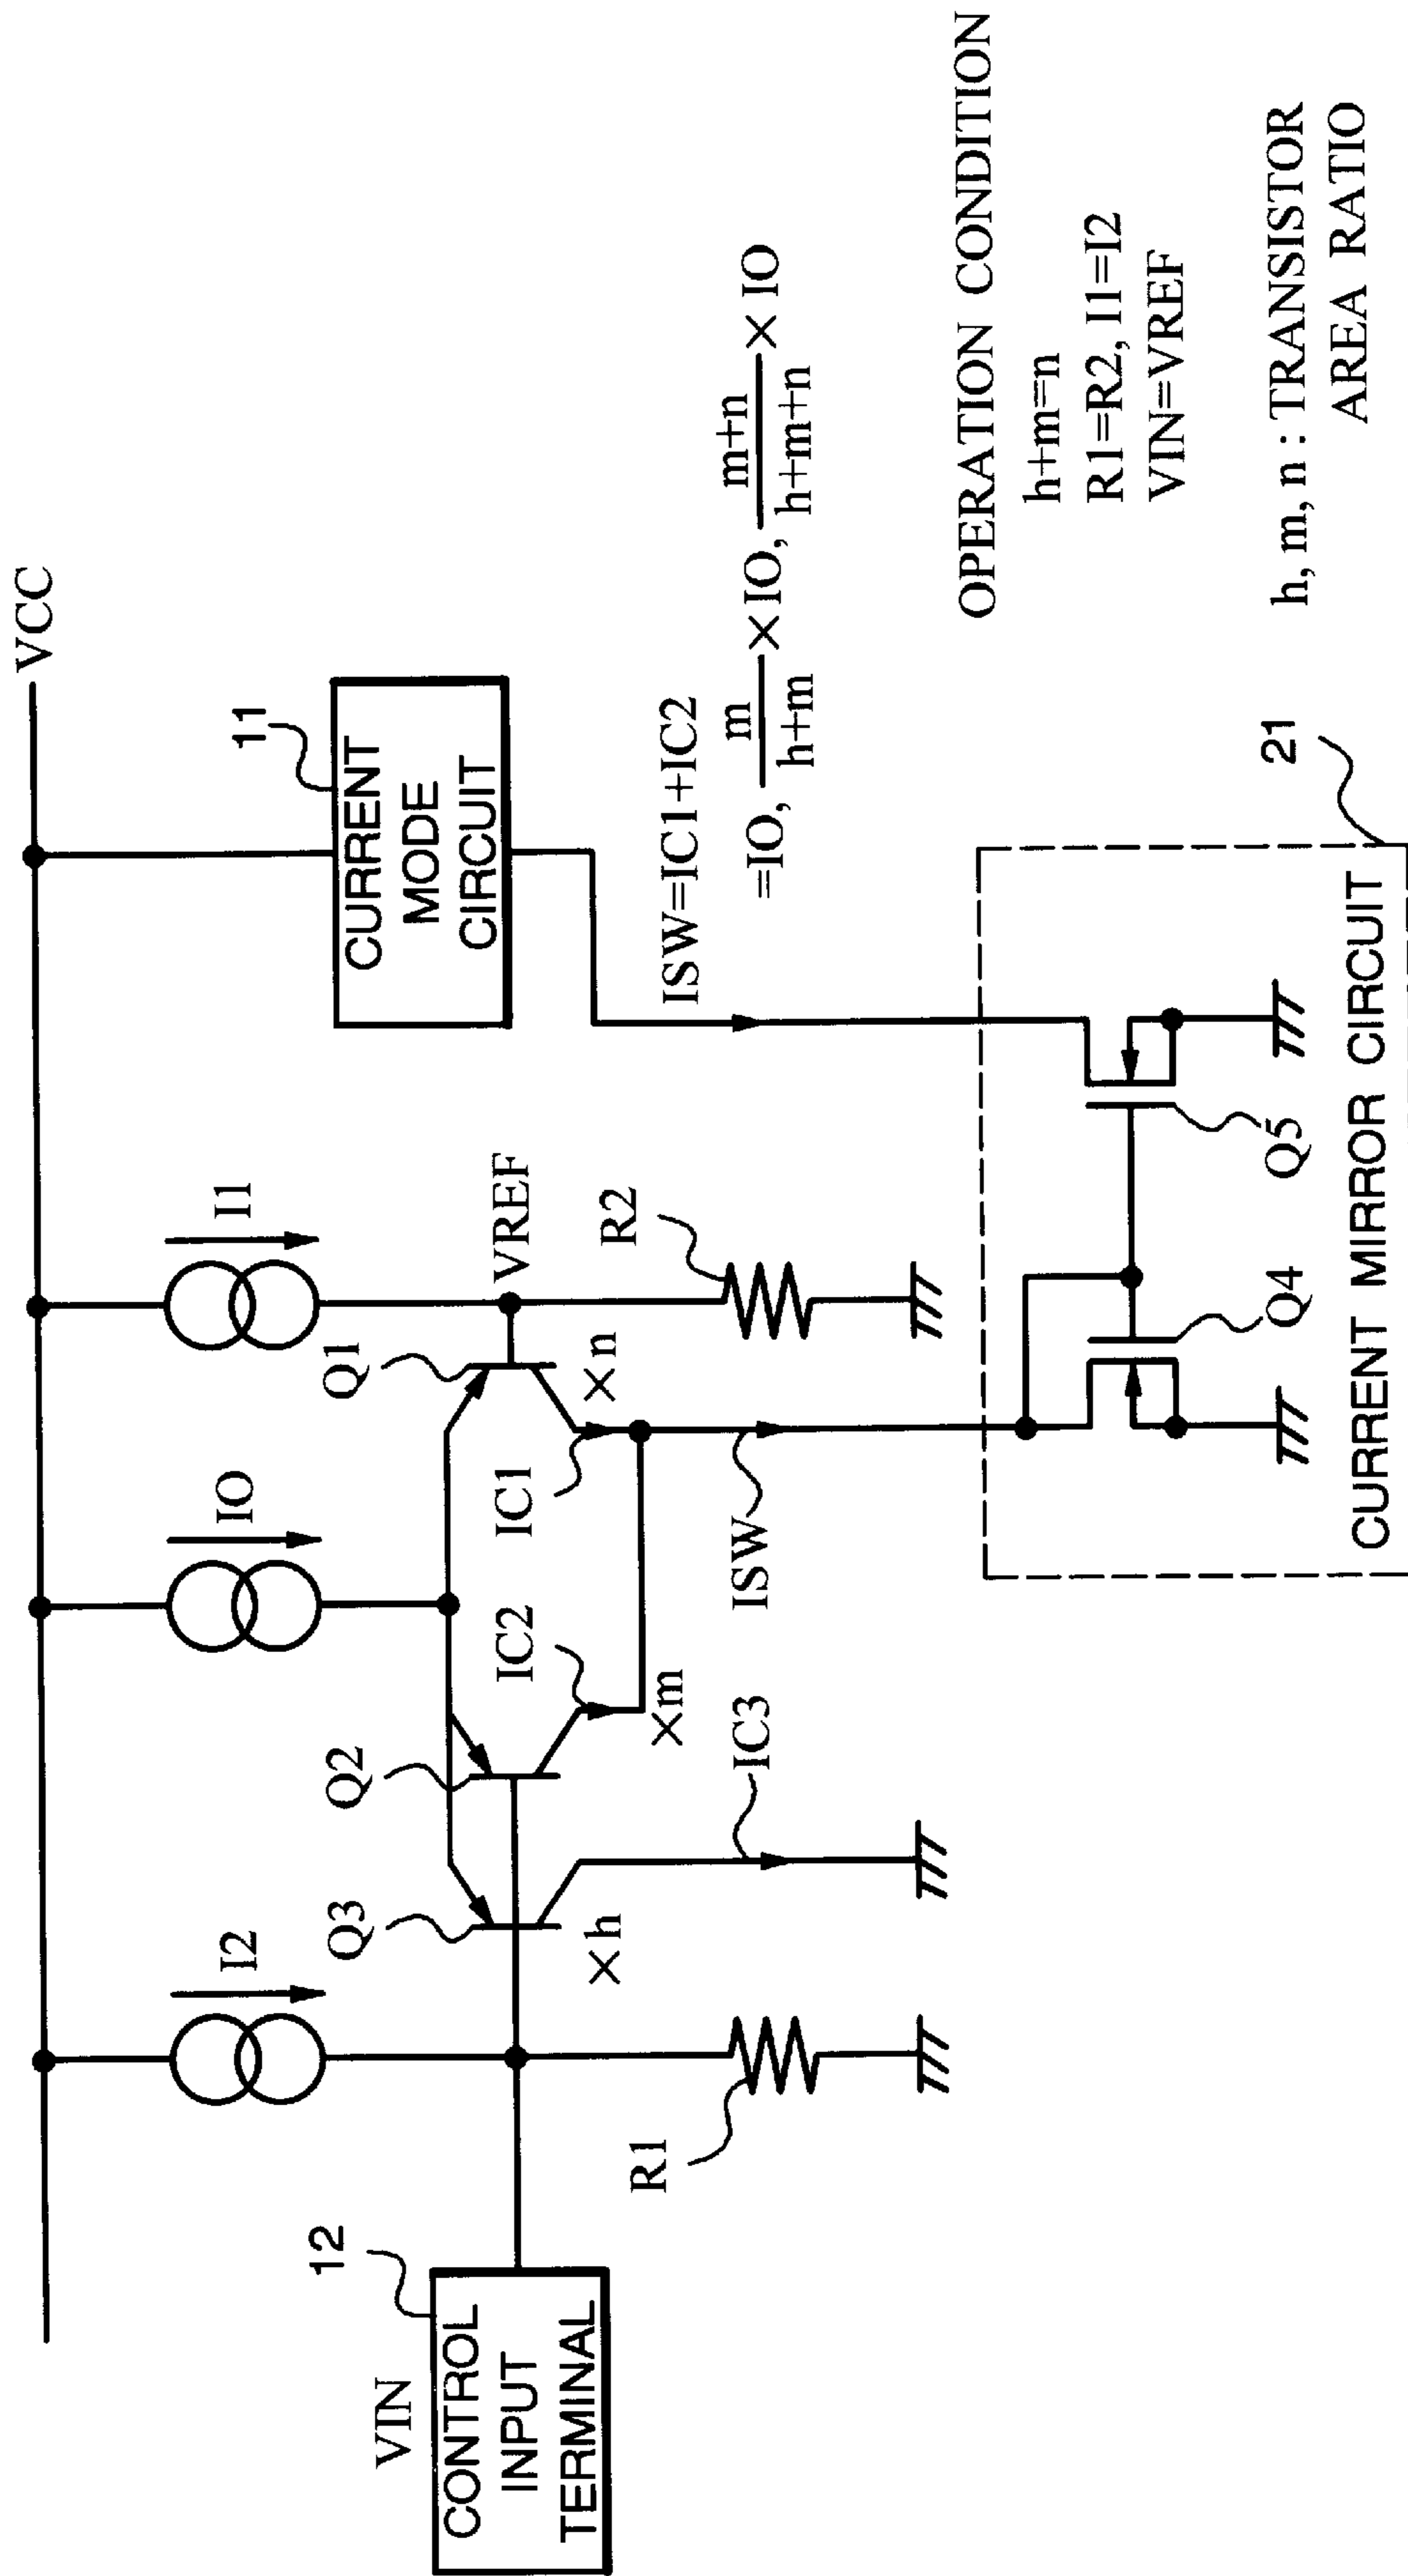 VCC
I2
IO
I1
11
CURRENT
MODE
CIRCUIT
12
VIN
CONTROL
INPUT
TERMINAL
Q3
Q2
Q1
VREF
×h
IC2
IC1
×n
×m
R1
IC3
ISW
R2
ISW=IC1+IC2
=IO, m/h+m ×IO, m+n/h+m+n ×IO
Q4
Q5
21
CURRENT MIRROR CIRCUIT
OPERATION CONDITION
h+m=n
R1=R2, I1=I2
VIN=VREF
h, m, n : TRANSISTOR
AREA RATIO